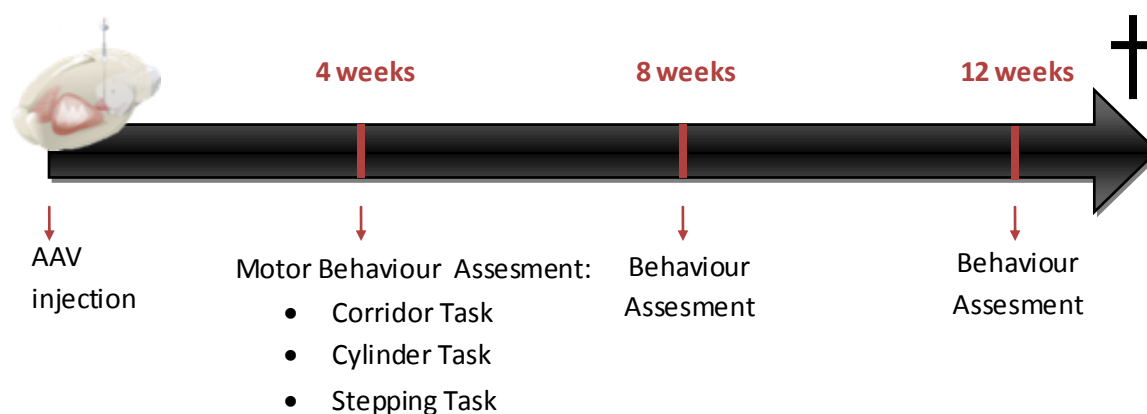 4 weeks
8 weeks
12 weeks
AAV
injection
Motor Behaviour Assesment:
• Corridor Task
• Cylinder Task
• Stepping Task
Behaviour
Assesment
Behaviour
Assesment